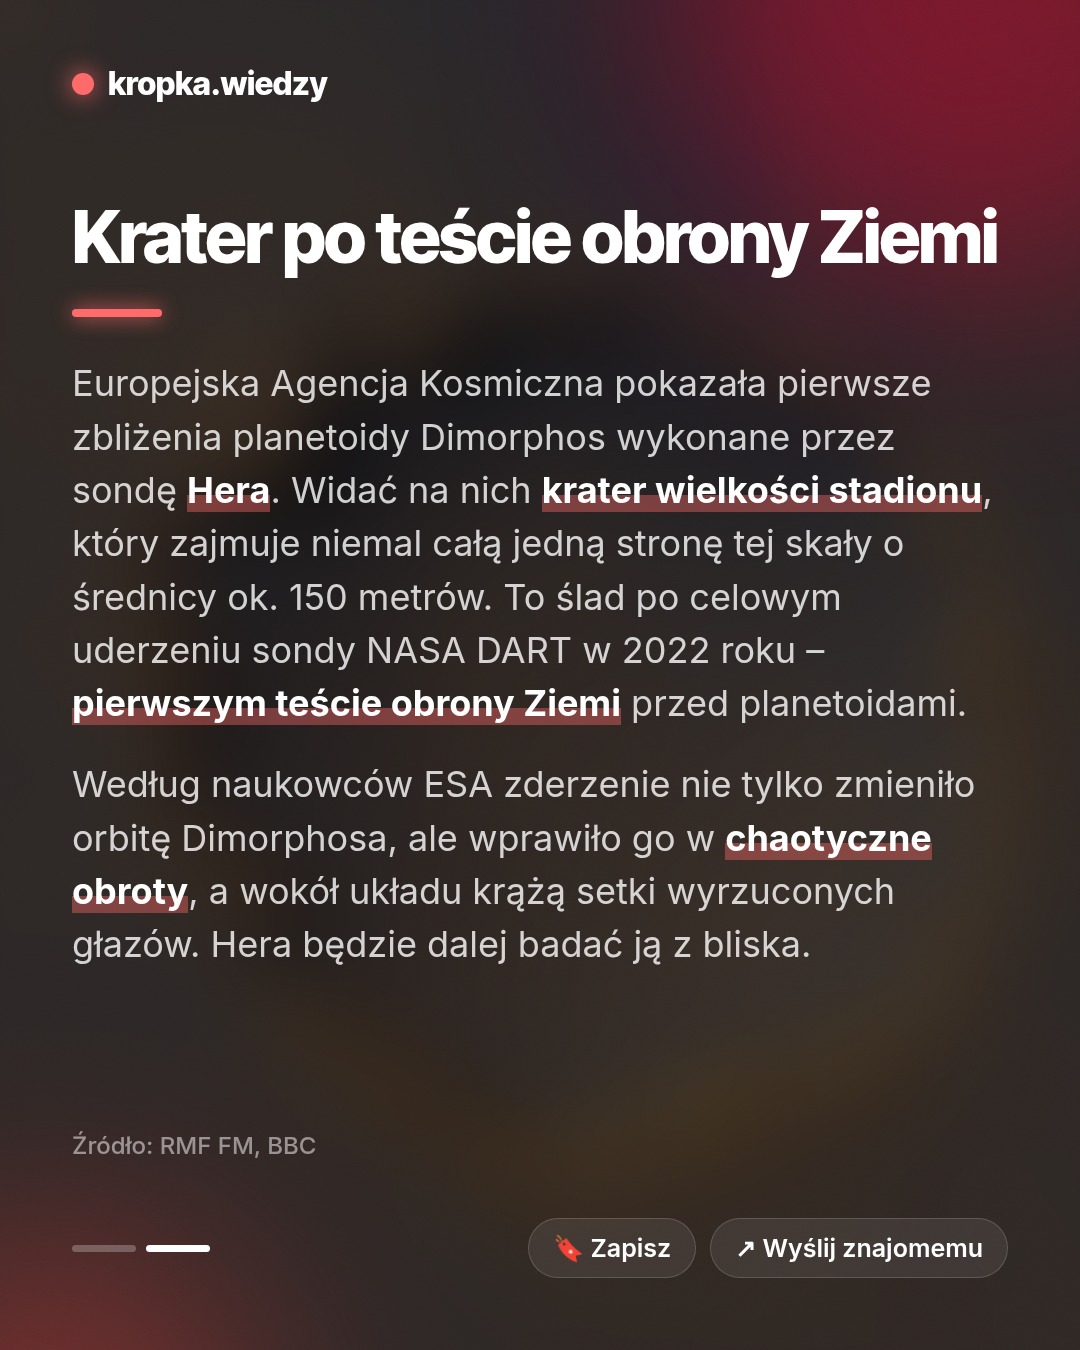 kropka.wiedzy
Krater po teście obrony Ziemi
Europejska Agencja Kosmiczna pokazała pierwsze
zbliżenia planetoidy Dimorphos wykonane przez
sondę Hera. Widać na nich krater wielkości stadionu,
który zajmuje niemal całą jedną stronę tej skały o
średnicy ok. 150 metrów. To ślad po celowym
uderzeniu sondy NASA DART w 2022 roku –
pierwszym teście obrony Ziemi przed planetoidami.
Według naukowców ESA zderzenie nie tylko zmieniło
orbitę Dimorphosa, ale wprawiło go w chaotyczne
obroty, a wokół układu krążą setki wyrzuconych
głazów. Hera będzie dalej badać ją z bliska.
Źródło: RMF FM, BBC
🔖 Zapisz
↗ Wyślij znajomemu